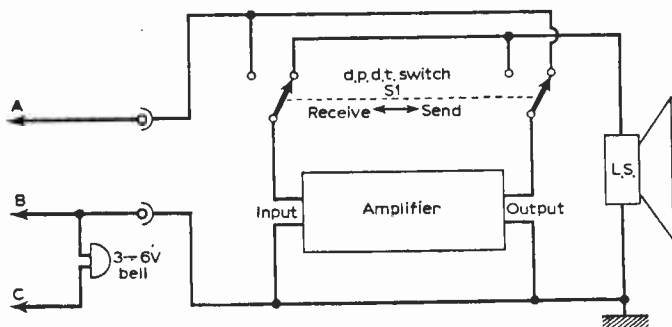 A
d.p.d.t. switch
S1
Receive Send
L.S.
B
Input
Amplifier
Output
3-6V
bell
C